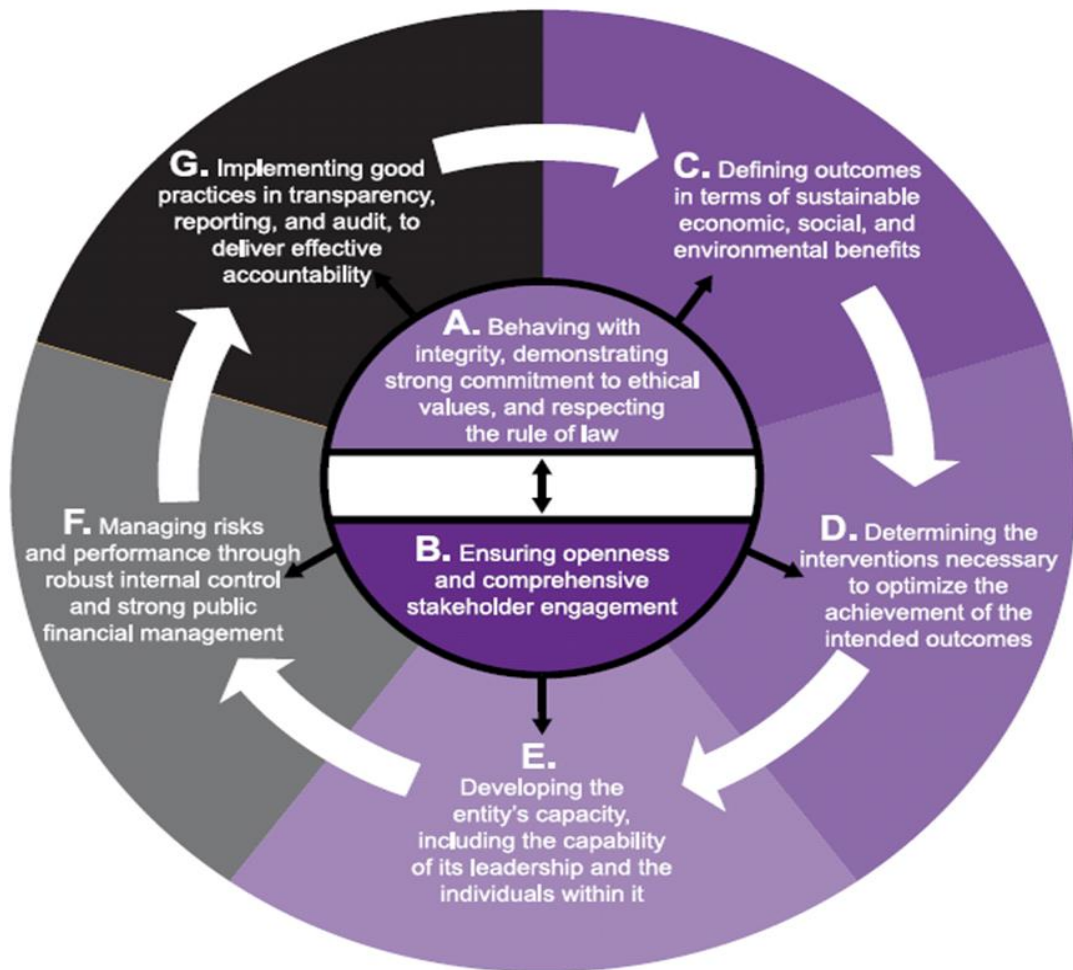 G. Implementing good
practices in transparency,
reporting, and audit, to
deliver effective
accountability
C. Defining outcomes
in terms of sustainable
economic, social, and
environmental benefits
A. Behaving with
integrity, demonstrating
strong commitment to ethical
values, and respecting
the rule of law
B. Ensuring openness
and comprehensive
stakeholder engagement
F. Managing risks
and performance through
robust internal control
and strong public
financial management
D. Determining the
interventions necessary
to optimize the
achievement of the
intended outcomes
E.
Developing the
entity's capacity,
including the capability
of its leadership and the
individuals within it